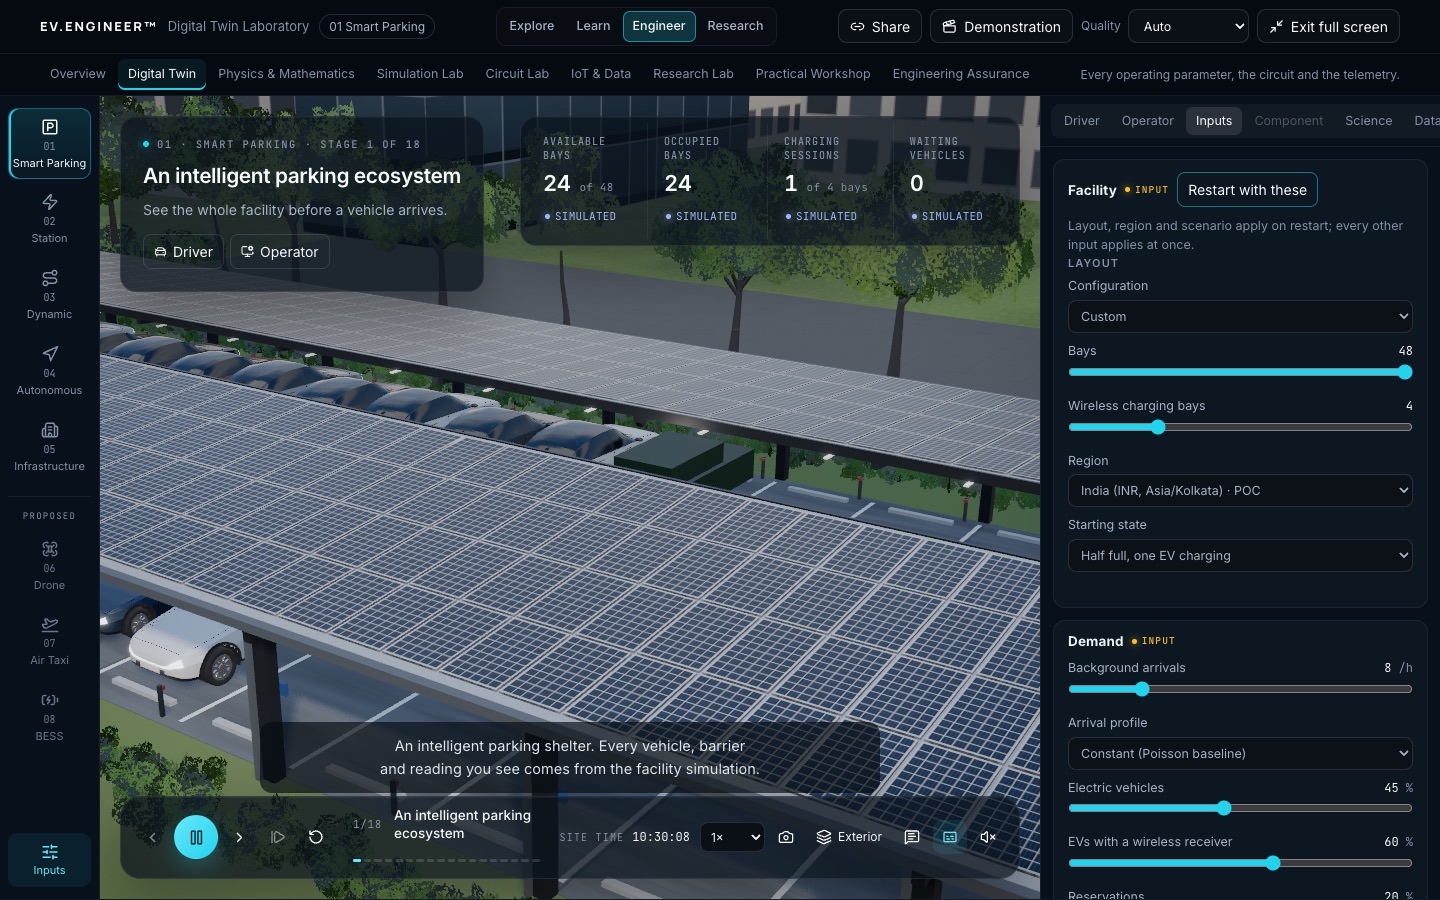 EV.ENGINEER™ Digital Twin Laboratory 01 Smart Parking
Explore Learn Engineer Research
Share Demonstration Quality Auto Exit full screen
Overview Digital Twin Physics & Mathematics Simulation Lab Circuit Lab IoT & Data Research Lab Practical Workshop Engineering Assurance
Every operating parameter, the circuit and the telemetry.
01
Smart Parking
02
Station
03
Dynamic
04
Autonomous
05
Infrastructure
PROPOSED
06
Drone
07
Air Taxi
08
BESS
Inputs
01 · SMART PARKING · STAGE 1 OF 18
An intelligent parking ecosystem
See the whole facility before a vehicle arrives.
Driver Operator
AVAILABLE BAYS
24 of 48
SIMULATED
OCCUPIED BAYS
24
SIMULATED
CHARGING SESSIONS
1 of 4 bays
SIMULATED
WAITING VEHICLES
0
SIMULATED
An intelligent parking shelter. Every vehicle, barrier
and reading you see comes from the facility simulation.
1/18
An intelligent parking
ecosystem
SITE TIME 10:30:08
1×
Exterior
Driver Operator Inputs Component Science Data
Facility INPUT Restart with these
Layout, region and scenario apply on restart; every other
input applies at once.
LAYOUT
Configuration
Custom
Bays 48
Wireless charging bays 4
Region
India (INR, Asia/Kolkata) · POC
Starting state
Half full, one EV charging
Demand INPUT
Background arrivals 8 /h
Arrival profile
Constant (Poisson baseline)
Electric vehicles 45 %
EVs with a wireless receiver 60 %
Reservations 20 %